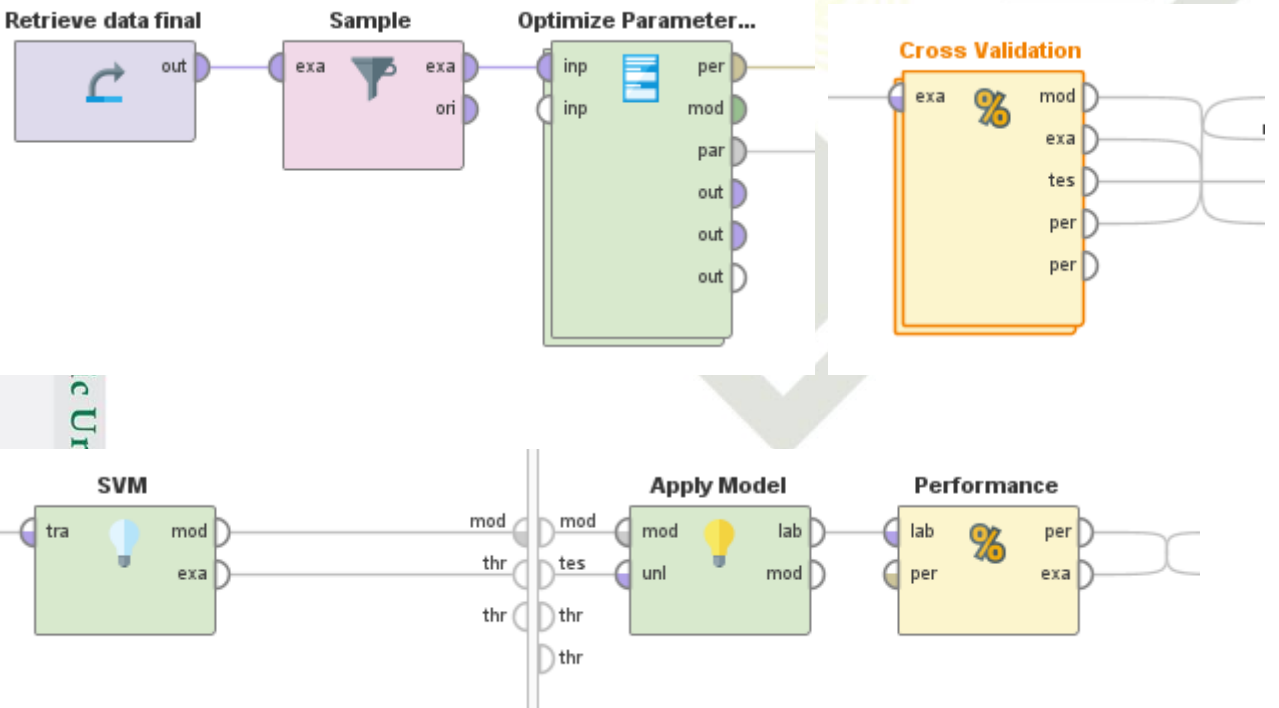 Retrieve data final
out
Sample
exa
exa
ori
Optimize Parameter...
inp
inp
per
mod
par
out
out
out
Cross Validation
exa
mod
exa
tes
per
per
c Ur
SVM
tra
mod
exa
mod
thr
thr
mod
tes
thr
thr
Apply Model
mod
unl
lab
mod
Performance
lab
per
per
exa